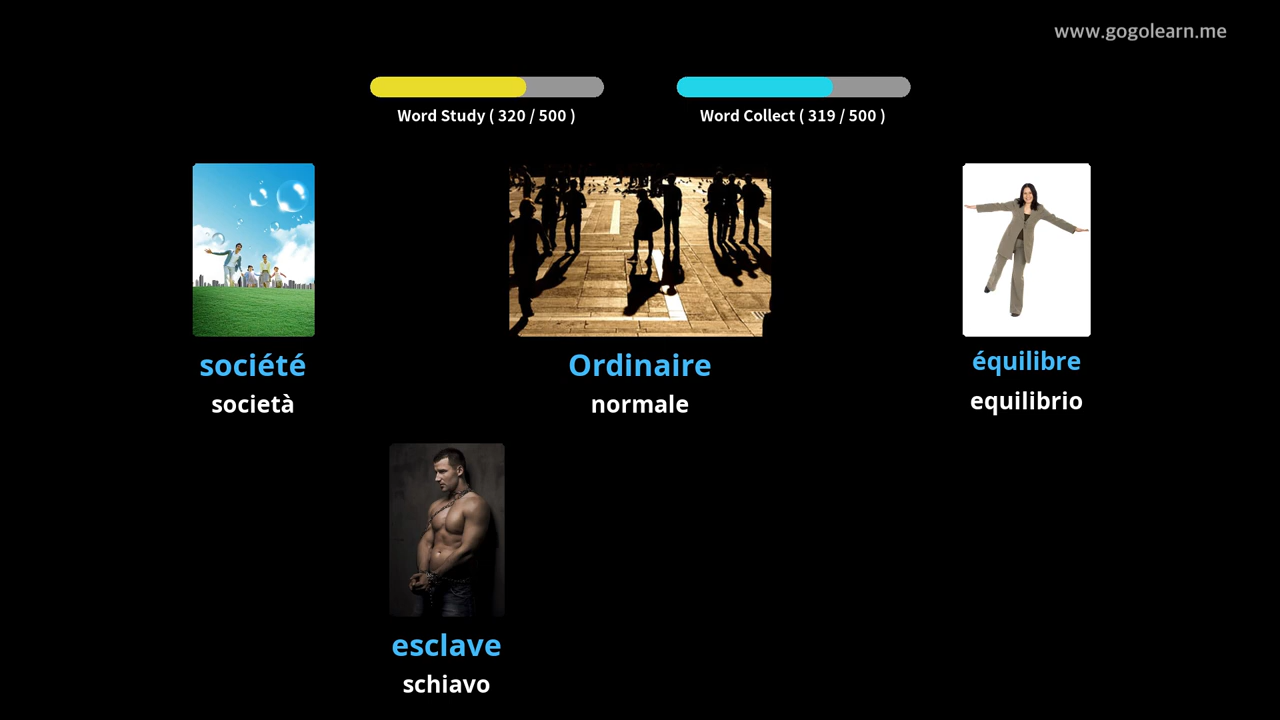 www.gogolearn.me
Word Study ( 320 / 500 )
Word Collect ( 319 / 500 )
société
Ordinaire
équilibre
società
normale
equilibrio
esclave
schiavo